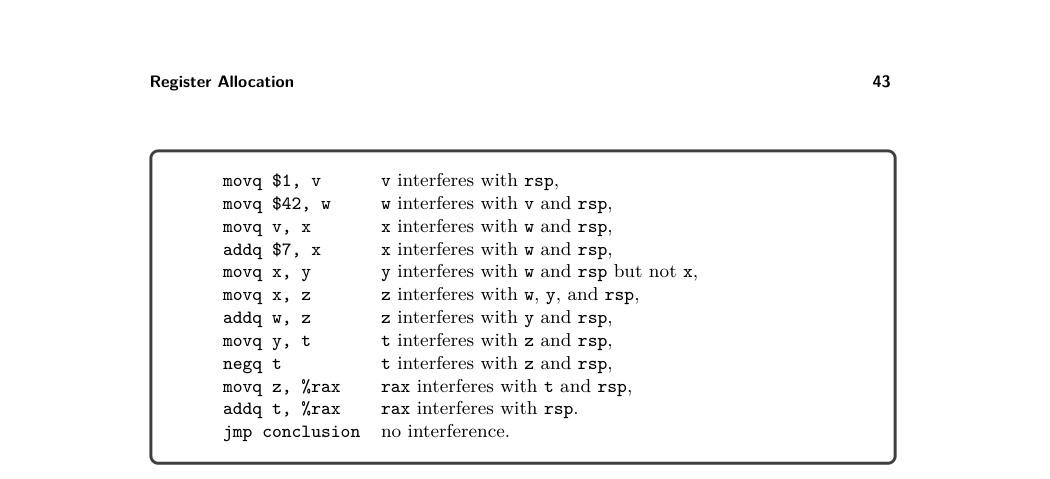 Register Allocation 43
movq $1, v v interferes with rsp,
movq $42, w w interferes with v and rsp,
movq v, x x interferes with w and rsp,
addq $7, x x interferes with w and rsp,
movq x, y y interferes with w and rsp but not x,
movq x, z z interferes with w, y, and rsp,
addq w, z z interferes with y and rsp,
movq y, t t interferes with z and rsp,
negq t t interferes with z and rsp,
movq z, %rax rax interferes with t and rsp,
addq t, %rax rax interferes with rsp.
jmp conclusion no interference.